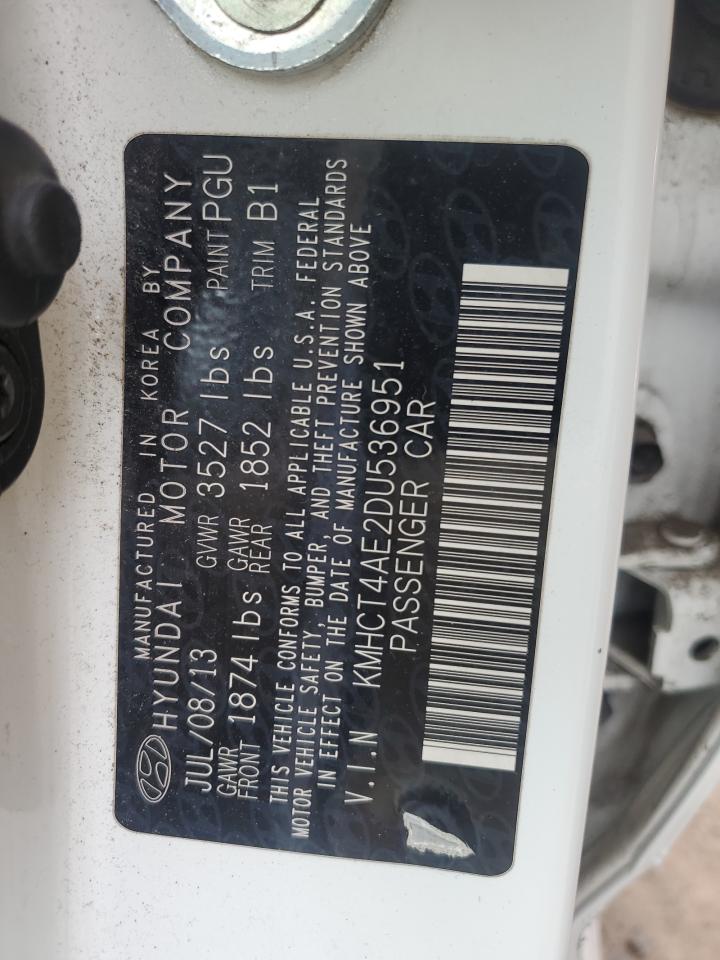 MANUFACTURED IN KOREA BY
HYUNDAI MOTOR COMPANY
JUL/08/13 GVWR 3527 lbs PAINT PGU
GAWR FRONT 1874 lbs GAWR REAR 1852 lbs TRIM B1
THIS VEHICLE CONFORMS TO ALL APPLICABLE U.S.A. FEDERAL
MOTOR VEHICLE SAFETY, BUMPER, AND THEFT PREVENTION STANDARDS
IN EFFECT ON THE DATE OF MANUFACTURE SHOWN ABOVE
V.I.N KMHCT4AE2DU536951
PASSENGER CAR